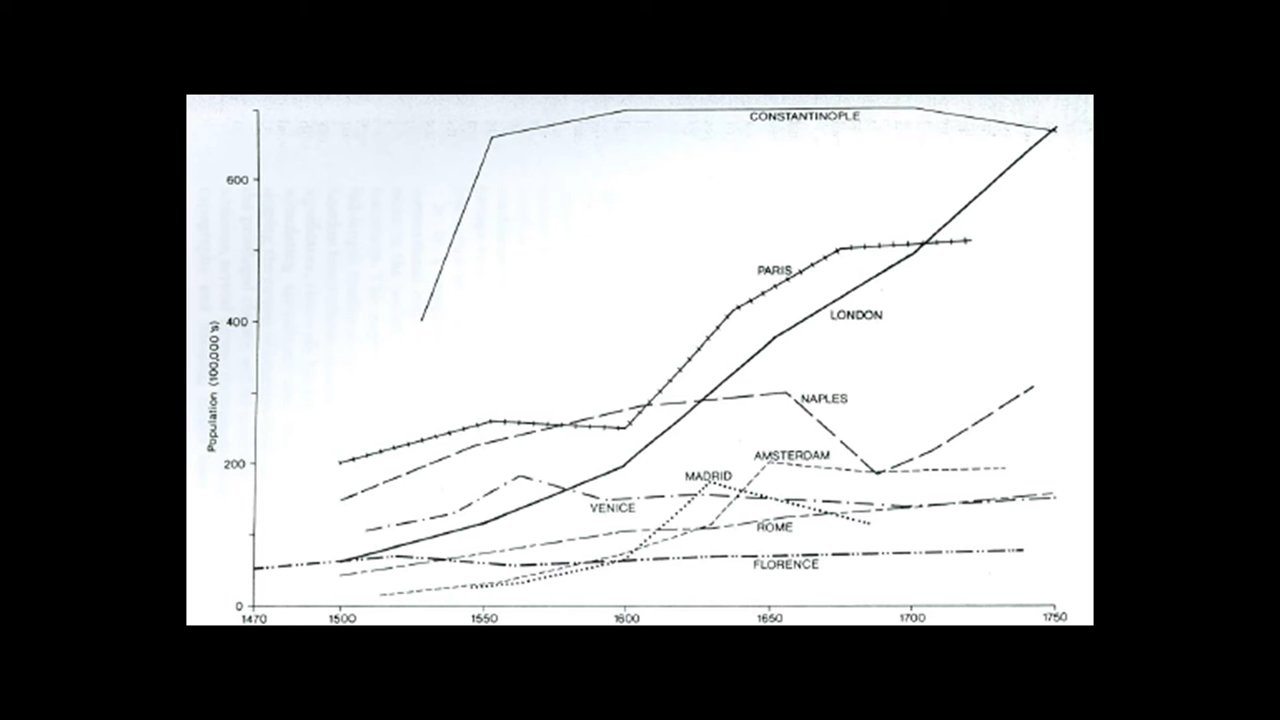 CONSTANTINOPLE
600
PARIS
LONDON
400
Population (100,000's)
NAPLES
AMSTERDAM
200
MADRID
VENICE
ROME
FLORENCE
0
1470 1500 1550 1600 1650 1700 1750